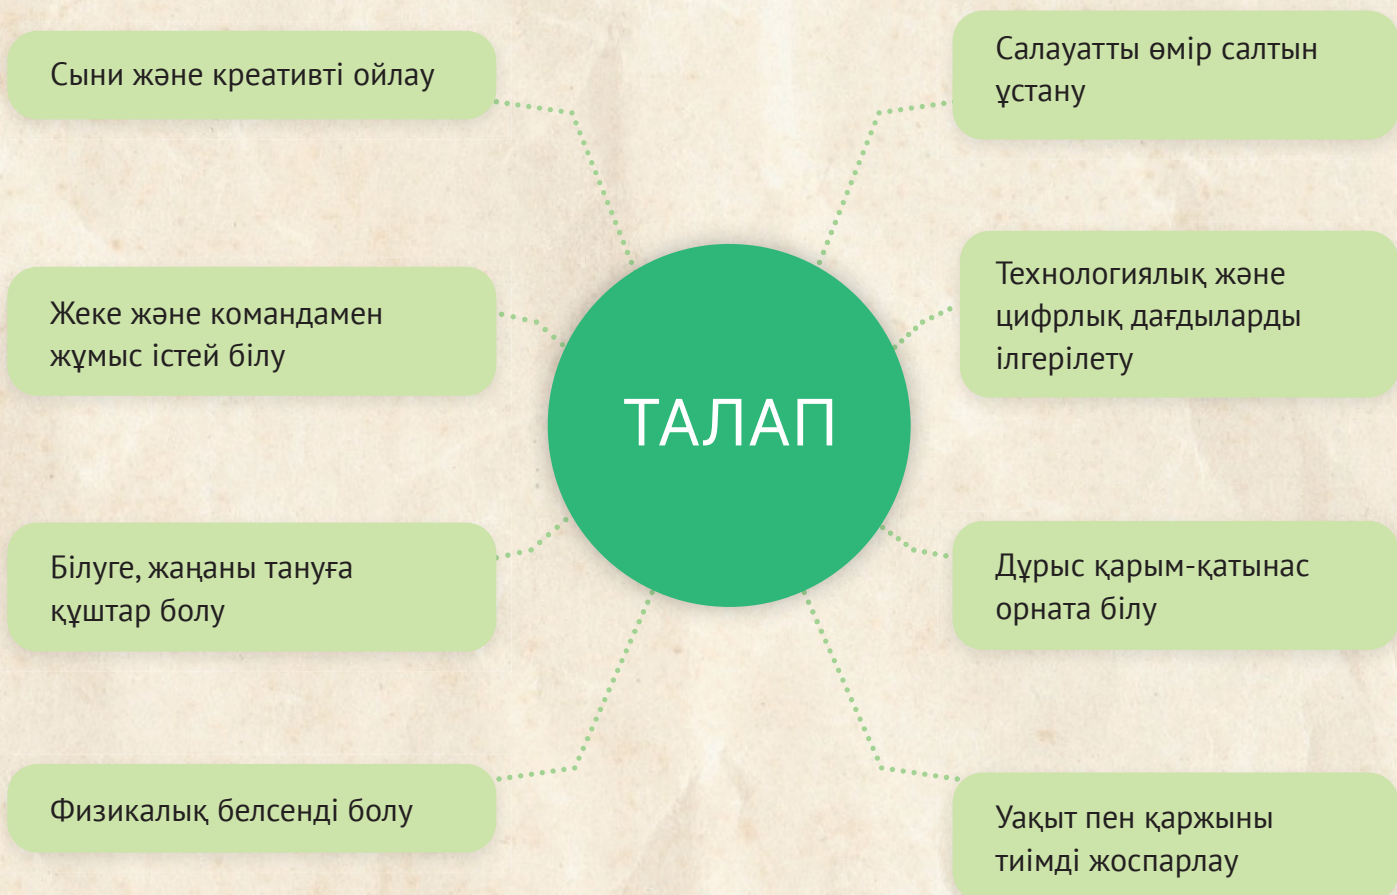 Сыни және креативті ойлау
Жеке және командамен
жұмыс істей білу
Білуге, жаңаны тануға
құштар болу
Физикалық белсенді болу
ТАЛАП
Салауатты өмір салтын
ұстану
Технологиялық және
цифрлық дағдыларды
ілгерілету
Дұрыс қарым-қатынас
орната білу
Уақыт пен қаржыны
тиімді жоспарлау